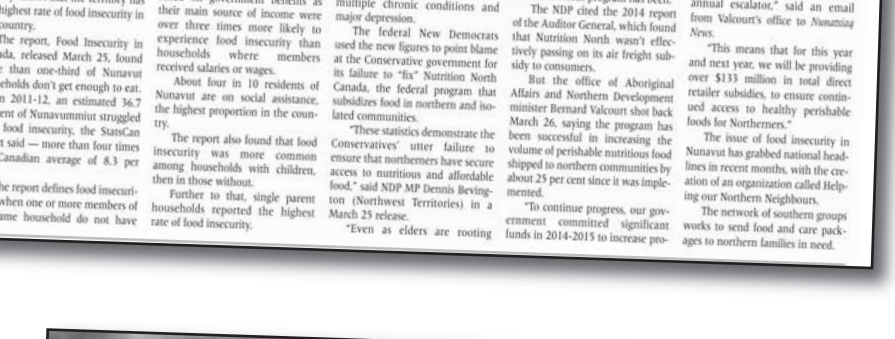 highest rate of food insecurity in
country.
The report, Food Insecurity in
released March 25, found
than one-third of Nunavut
don't get enough to eat.
2011-12, an estimated 36.7
of Nunavummiut struggled
food insecurity, the StatsCan
said — more than four times
Canadian average of 8.3 per
report defines food insecuri-
when one or more members of
same household do not have
their main source of income were
over three times more likely to
experience food insecurity than
households where members
received salaries or wages.
About four in 10 residents of
Nunavut are on social assistance,
the highest proportion in the coun-
try.
The report also found that food
insecurity was more common
among households with children,
then in those without.
Further to that, single parent
households reported the highest
rate of food insecurity.
multiple chronic conditions and
major depression.
The federal New Democrats
used the new figures to point blame
at the Conservative government for
its failure to "fix" Nutrition North
Canada, the federal program that
subsidizes food in northern and iso-
lated communities.
"These statistics demonstrate the
Conservatives' utter failure to
ensure that northerners have secure
access to nutritious and affordable
food," said NDP MP Dennis Beving-
ton (Northwest Territories) in a
March 25 release.
"Even as elders are rooting
The NDP cited the 2014 report
of the Auditor General, which found
that Nutrition North wasn't effec-
tively passing on its air freight sub-
sidy to consumers.
But the office of Aboriginal
Affairs and Northern Development
minister Bernard Valcourt shot back
March 26, saying the program has
been successful in increasing the
volume of perishable nutritious food
shipped to northern communities by
about 25 per cent since it was imple-
mented.
"To continue progress, our gov-
ernment committed significant
funds in 2014-2015 to increase pro-
annual escalator," said an email
from Valcourt's office to Nunatsiaq
News.
"This means that for this year
and next year, we will be providing
over $133 million in total direct
retailer subsidies, to ensure contin-
ued access to healthy perishable
foods for Northerners."
The issue of food insecurity in
Nunavut has grabbed national head-
lines in recent months, with the cre-
ation of an organization called Help-
ing our Northern Neighbours.
The network of southern groups
works to send food and care pack-
ages to northern families in need.